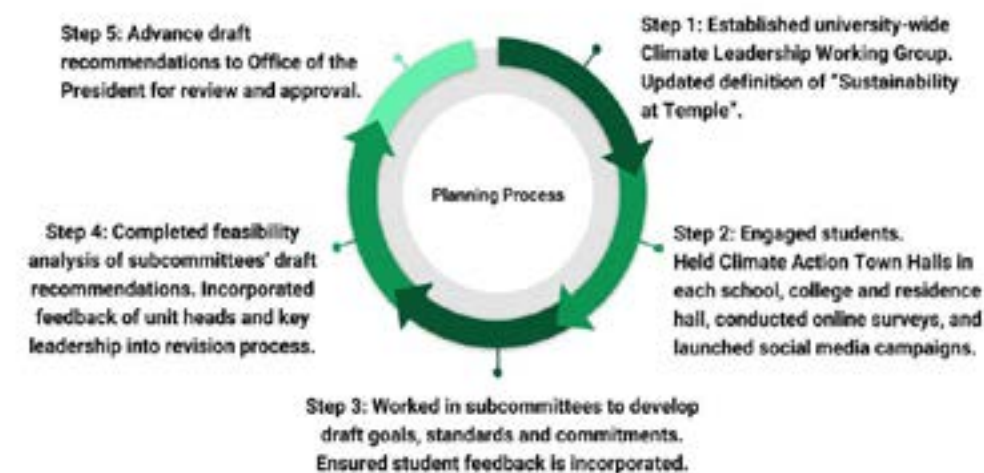 Step 1: Established university-wide
Climate Leadership Working Group.
Updated definition of "Sustainability
at Temple".
Step 2: Engaged students.
Held Climate Action Town Halls in
each school, college and residence
hall, conducted online surveys, and
launched social media campaigns.
Step 3: Worked in subcommittees to develop
draft goals, standards and commitments.
Ensured student feedback is incorporated.
Step 4: Completed feasibility
analysis of subcommittees' draft
recommendations. Incorporated
feedback of unit heads and key
leadership into revision process.
Step 5: Advance draft
recommendations to Office of the
President for review and approval.
Planning Process